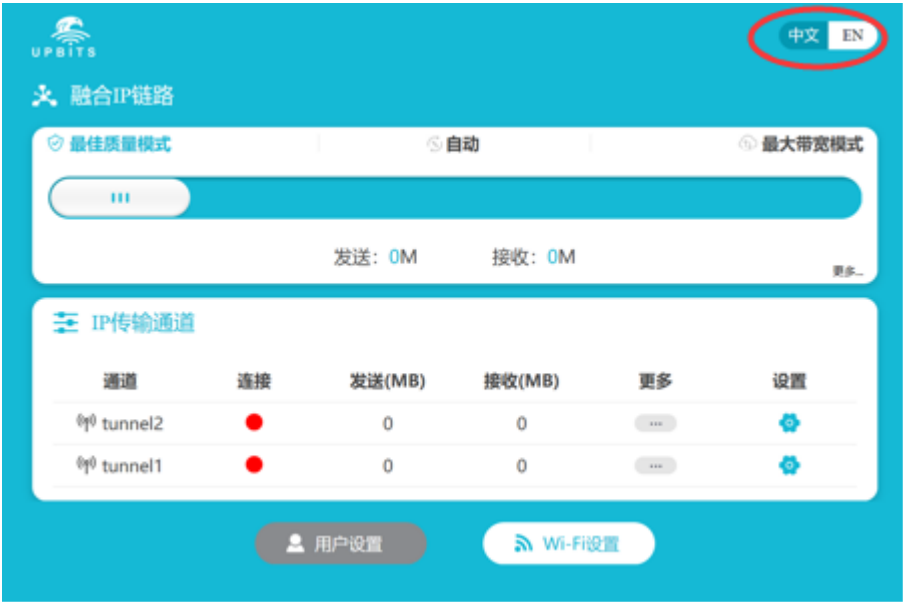 中文 EN
UPBITS
融合IP链路
最佳质量模式 自动 最大带宽模式
发送：0M 接收：0M
更多...
IP传输通道
通道 连接 发送(MB) 接收(MB) 更多 设置
tunnel2 0 0 ...
tunnel1 0 0 ...
用户设置 Wi-Fi设置